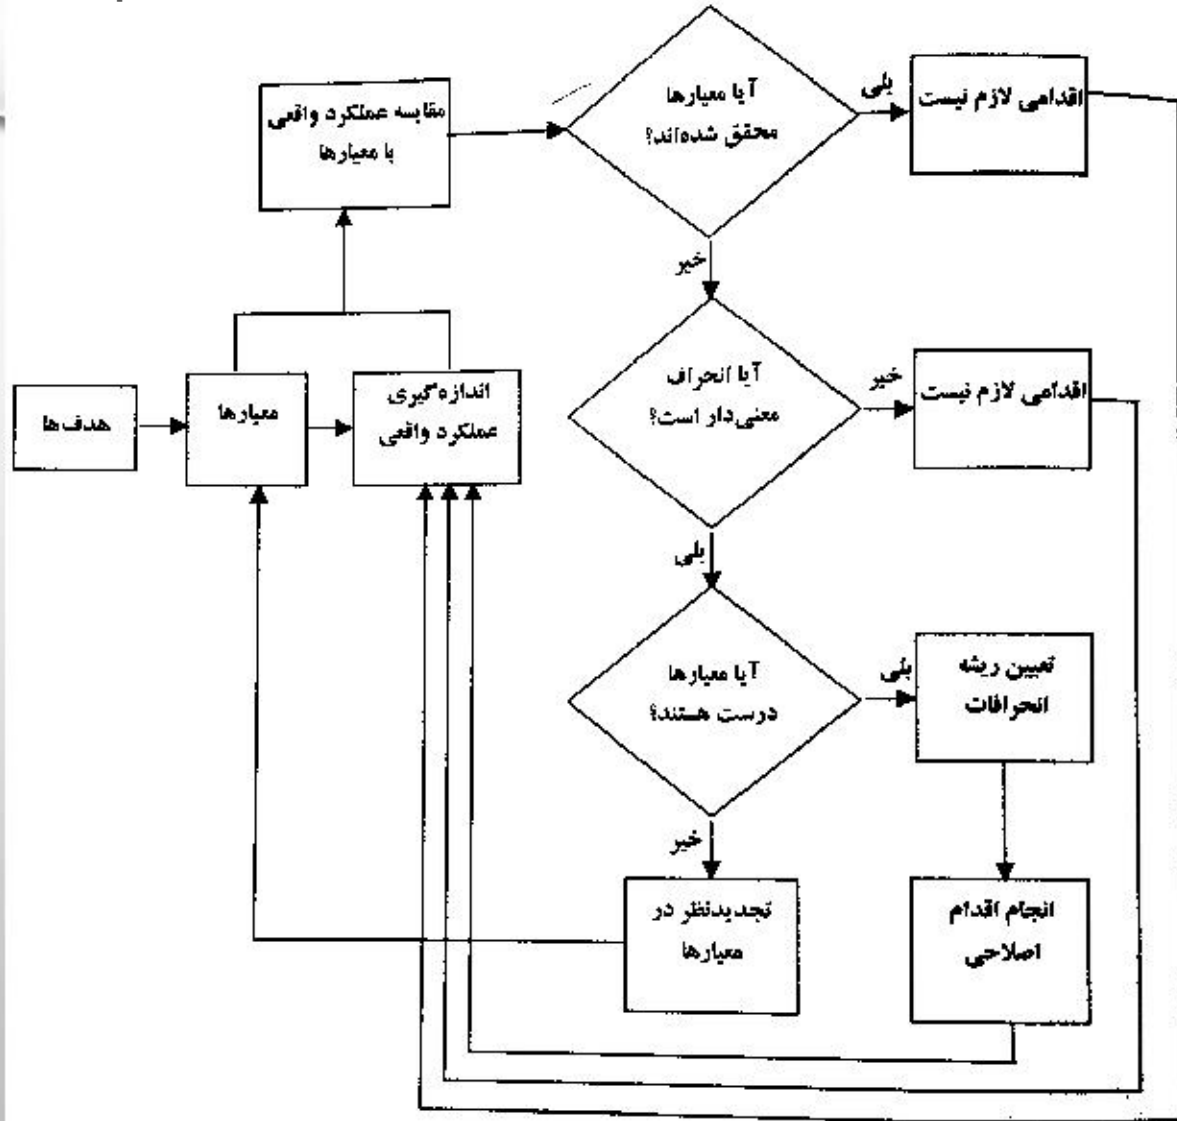 هدف‌ها
معیارها
اندازه‌گیری
عملکرد واقعی
مقایسه عملکرد واقعی
با معیارها
آیا معیارها
محقق شده‌اند؟
بلی
اقدامی لازم نیست
خیر
آیا انحراف
معنی‌دار است؟
خیر
اقدامی لازم نیست
بلی
آیا معیارها
درست هستند؟
بلی
تعیین ریشه
انحرافات
خیر
تجدیدنظر در
معیارها
انجام اقدام
اصلاحی